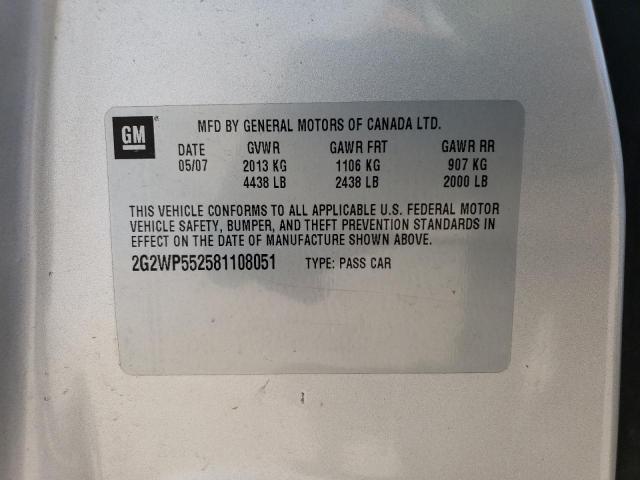 GM
MFD BY GENERAL MOTORS OF CANADA LTD.
DATE GVWR GAWR FRT GAWR RR
05/07 2013 KG 1106 KG 907 KG
4438 LB 2438 LB 2000 LB
THIS VEHICLE CONFORMS TO ALL APPLICABLE U.S. FEDERAL MOTOR
VEHICLE SAFETY, BUMPER, AND THEFT PREVENTION STANDARDS IN
EFFECT ON THE DATE OF MANUFACTURE SHOWN ABOVE.
2G2WP552581108051 TYPE: PASS CAR